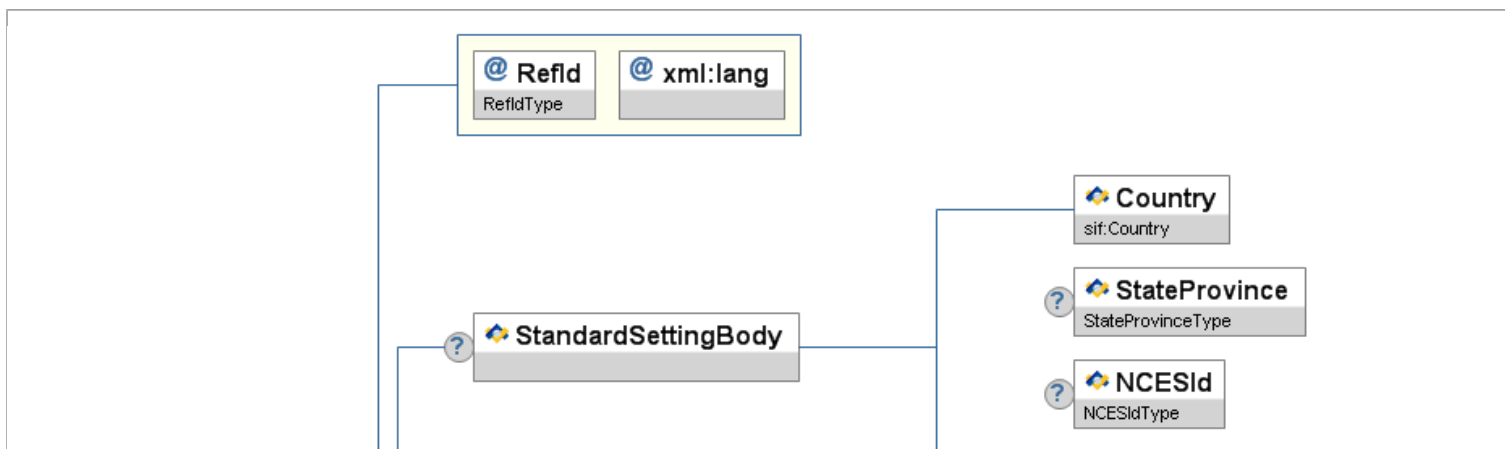 @ RefId
RefIdType
@ xml:lang
Country
sif:Country
? StateProvince
StateProvinceType
? StandardSettingBody
? NCESId
NCESIdType